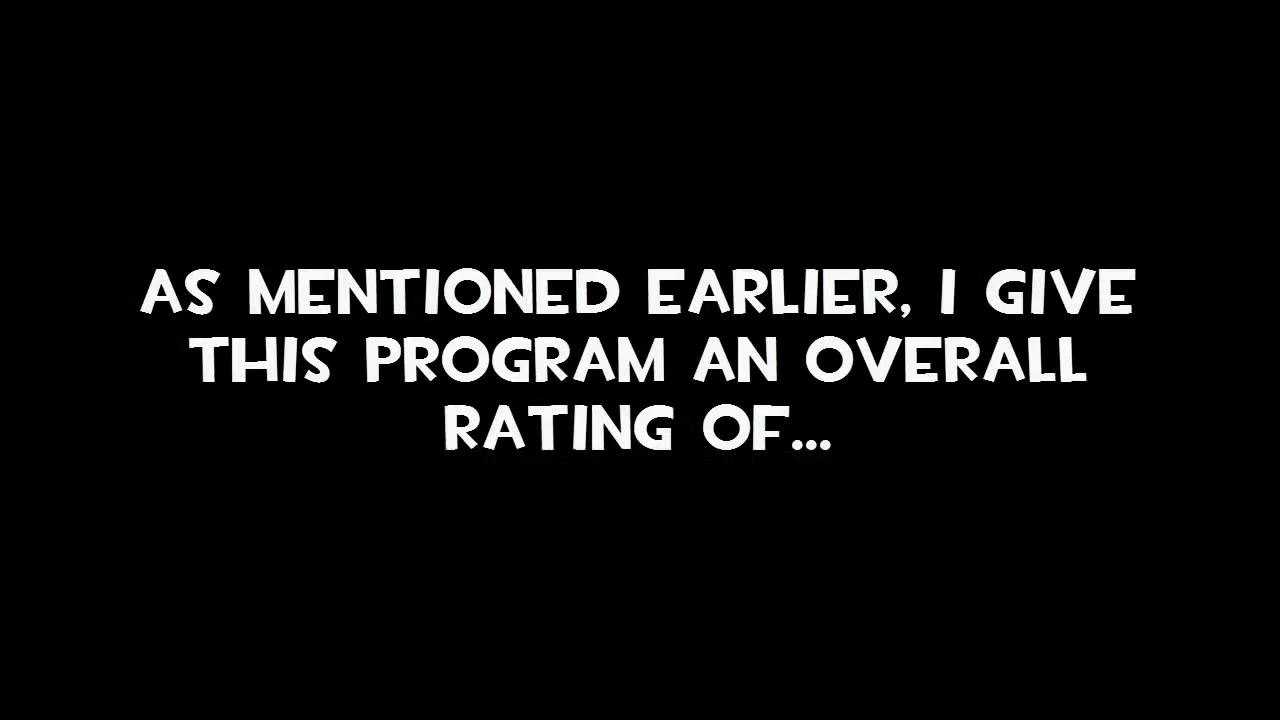 AS MENTIONED EARLIER, I GIVE
THIS PROGRAM AN OVERALL
RATING OF...